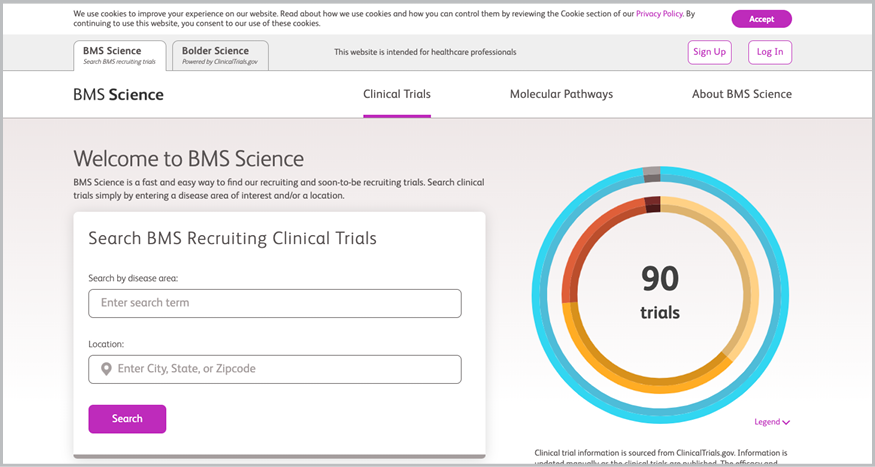 We use cookies to improve your experience on our website. Read about how we use cookies and how you can control them by reviewing the Cookie section of our Privacy Policy. By
continuing to use this website, you consent to our use of these cookies.
Accept
BMS Science
Search BMS recruiting trials
Bolder Science
Powered by ClinicalTrials.gov
This website is intended for healthcare professionals
Sign Up
Log In
BMS Science
Clinical Trials
Molecular Pathways
About BMS Science
Welcome to BMS Science
BMS Science is a fast and easy way to find our recruiting and soon-to-be recruiting trials. Search clinical
trials simply by entering a disease area of interest and/or a location.
Search BMS Recruiting Clinical Trials
Search by disease area:
Enter search term
Location:
Enter City, State, or Zipcode
Search
90
trials
Legend
Clinical trial information is sourced from ClinicalTrials.gov. Information is
updated manually as the clinical trials are published. The efficacy and